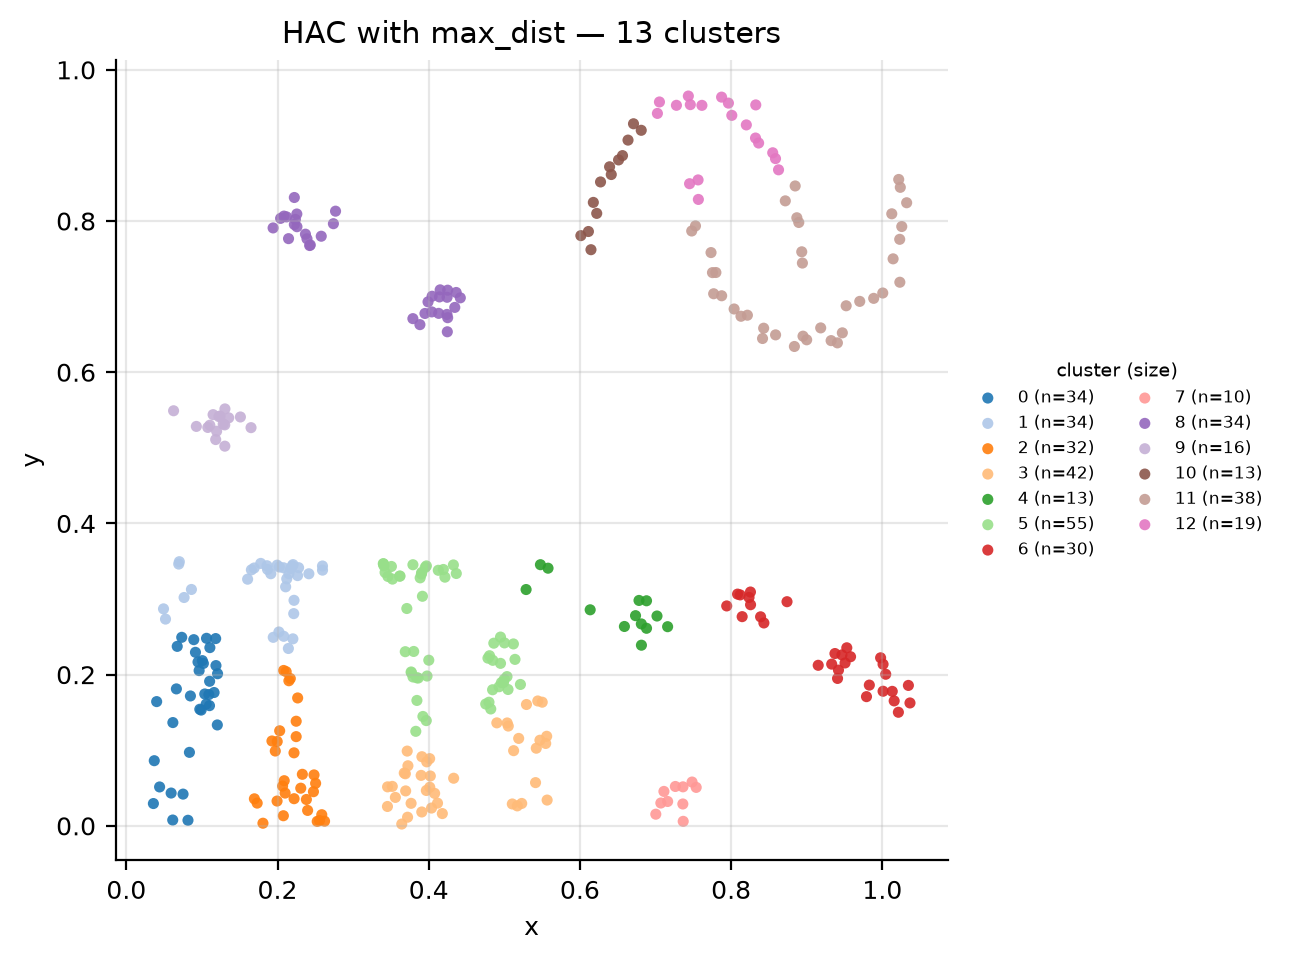 HAC with max_dist — 13 clusters
1.0
0.8
0.6
0.4
0.2
0.0
y
0.0 0.2 0.4 0.6 0.8 1.0
x
cluster (size)
0 (n=34)
1 (n=34)
2 (n=32)
3 (n=42)
4 (n=13)
5 (n=55)
6 (n=30)
7 (n=10)
8 (n=34)
9 (n=16)
10 (n=13)
11 (n=38)
12 (n=19)